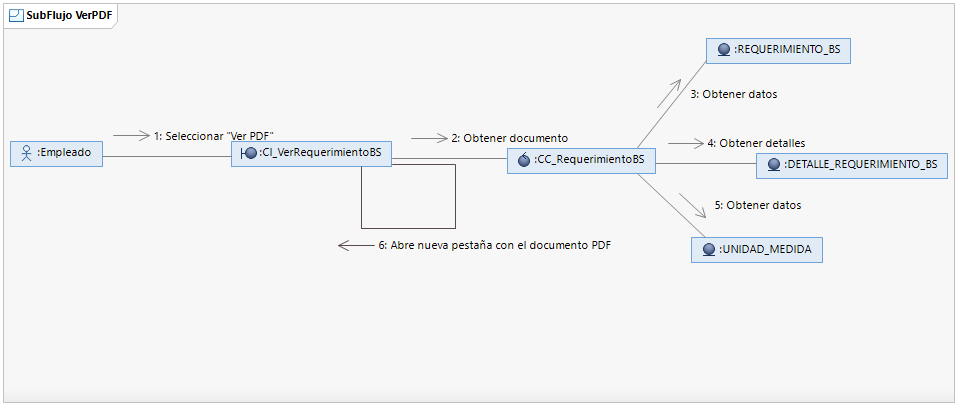 SubFlujo VerPDF
:REQUERIMIENTO_BS
3: Obtener datos
1: Seleccionar "Ver PDF"
2: Obtener documento
4: Obtener detalles
:Empleado
:CI_VerRequerimientoBS
:CC_RequerimientoBS
:DETALLE_REQUERIMIENTO_BS
5: Obtener datos
6: Abre nueva pestaña con el documento PDF
:UNIDAD_MEDIDA